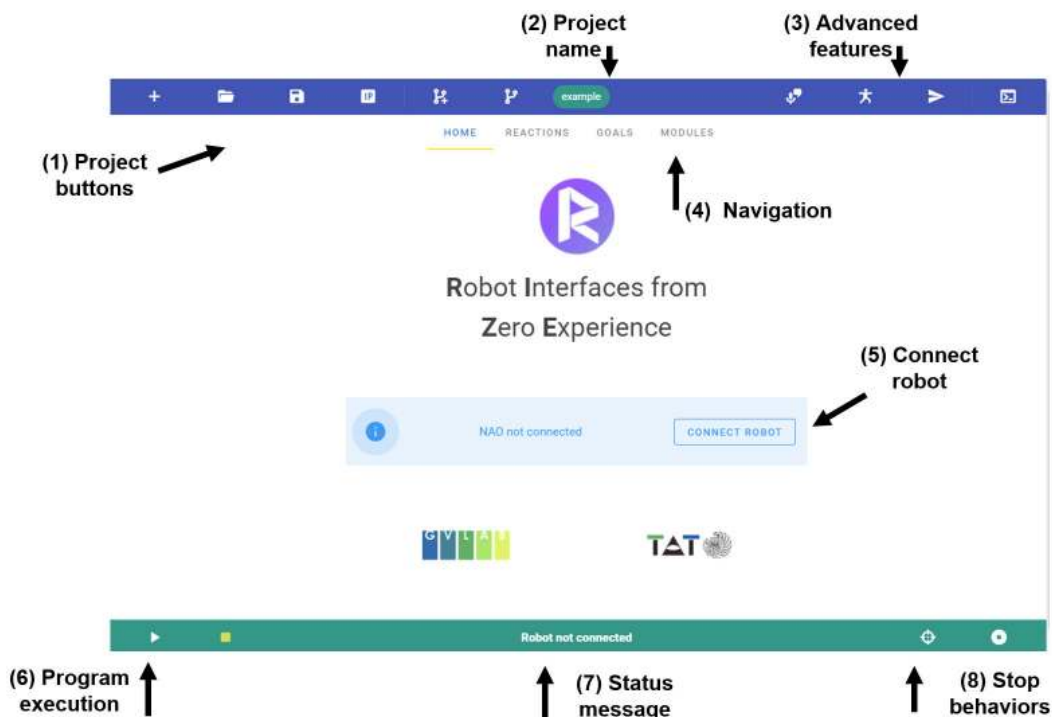 (2) Project
name
(3) Advanced
features
IP
example
HOME REACTIONS GOALS MODULES
(1) Project
buttons
(4) Navigation
R
Robot Interfaces from
Zero Experience
(5) Connect
robot
NAO not connected
CONNECT ROBOT
GVLAB
TAT
Robot not connected
(6) Program
execution
(7) Status
message
(8) Stop
behaviors